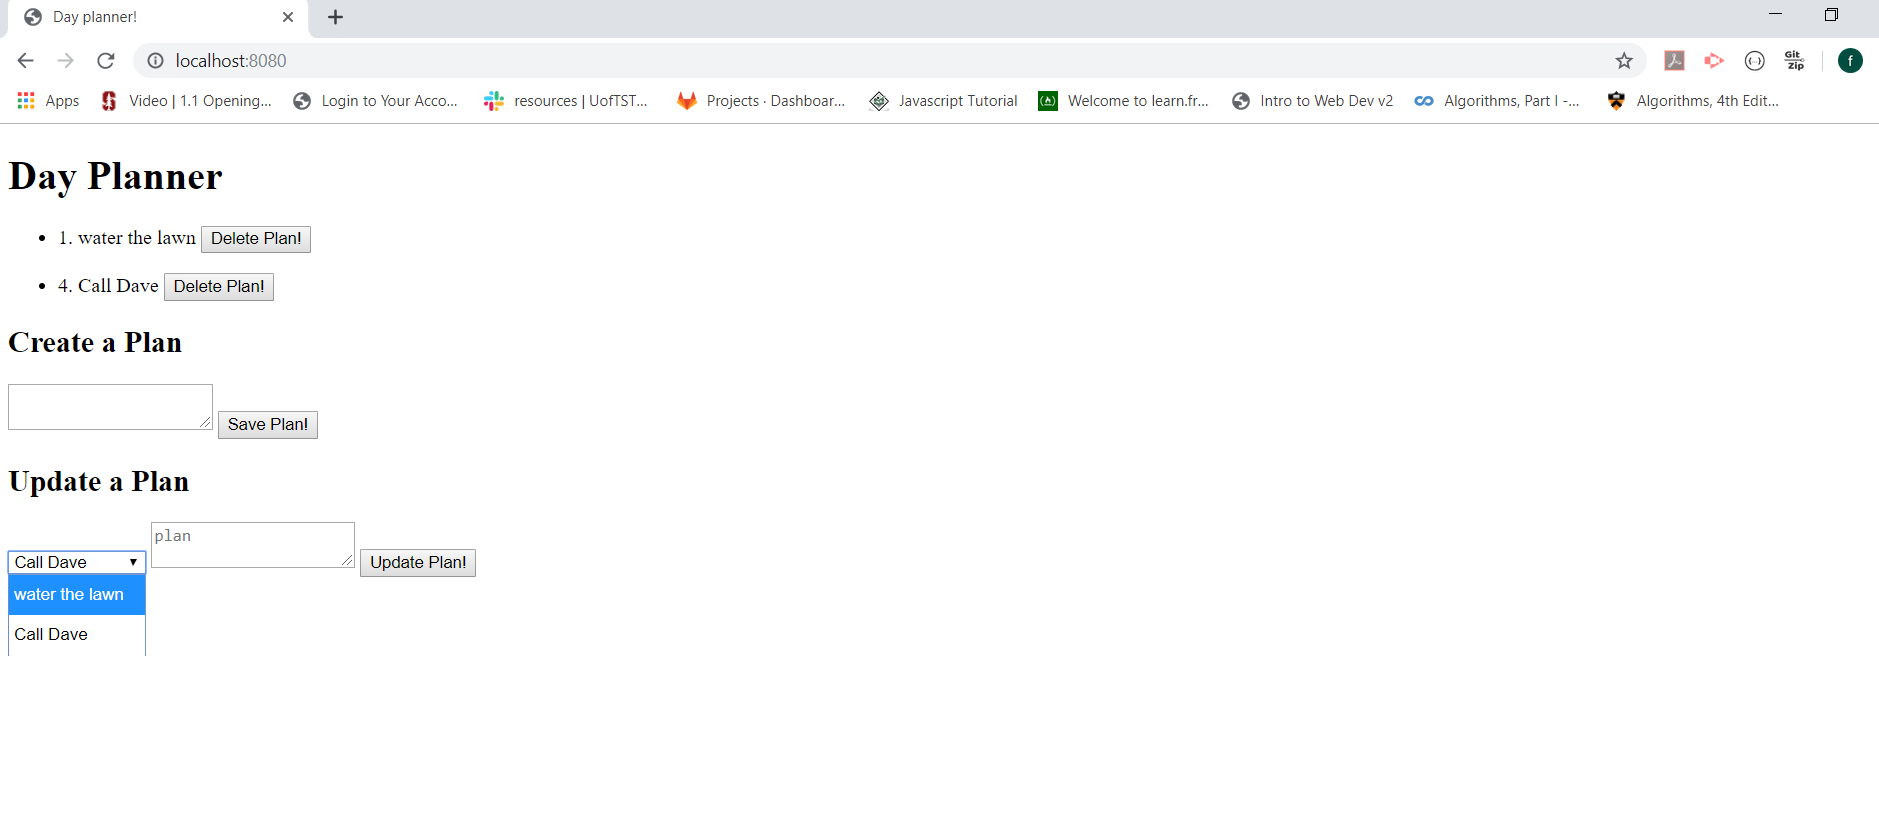 Day planner!
localhost:8080
Git Zip
f
Apps Video | 1.1 Opening... Login to Your Acco... resources | UofTST... Projects · Dashboar... Javascript Tutorial Welcome to learn.fr... Intro to Web Dev v2 Algorithms, Part I -... Algorithms, 4th Edit...
Day Planner
1. water the lawn Delete Plan!
4. Call Dave Delete Plan!
Create a Plan
Save Plan!
Update a Plan
plan
Call Dave Update Plan!
water the lawn
Call Dave